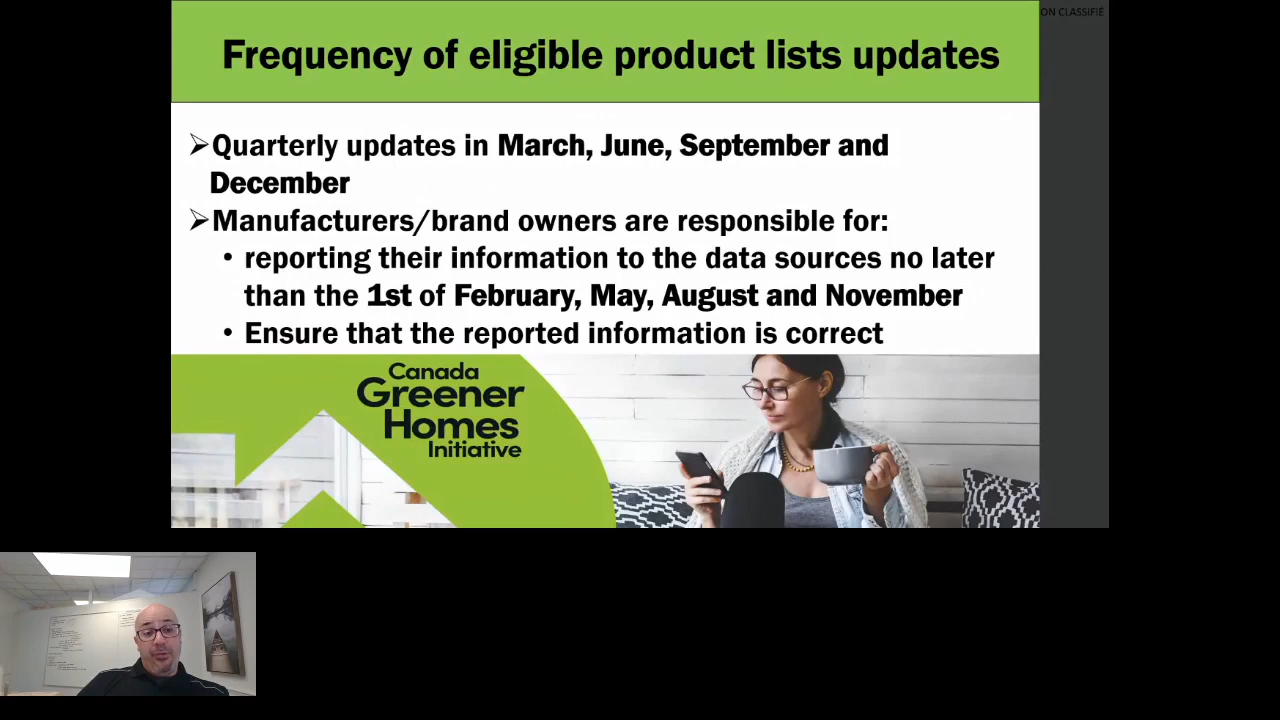 ON CLASSIFIÉ
Frequency of eligible product lists updates
➢Quarterly updates in March, June, September and
December
➢Manufacturers/brand owners are responsible for:
• reporting their information to the data sources no later
than the 1st of February, May, August and November
• Ensure that the reported information is correct
Canada
Greener
Homes
Initiative